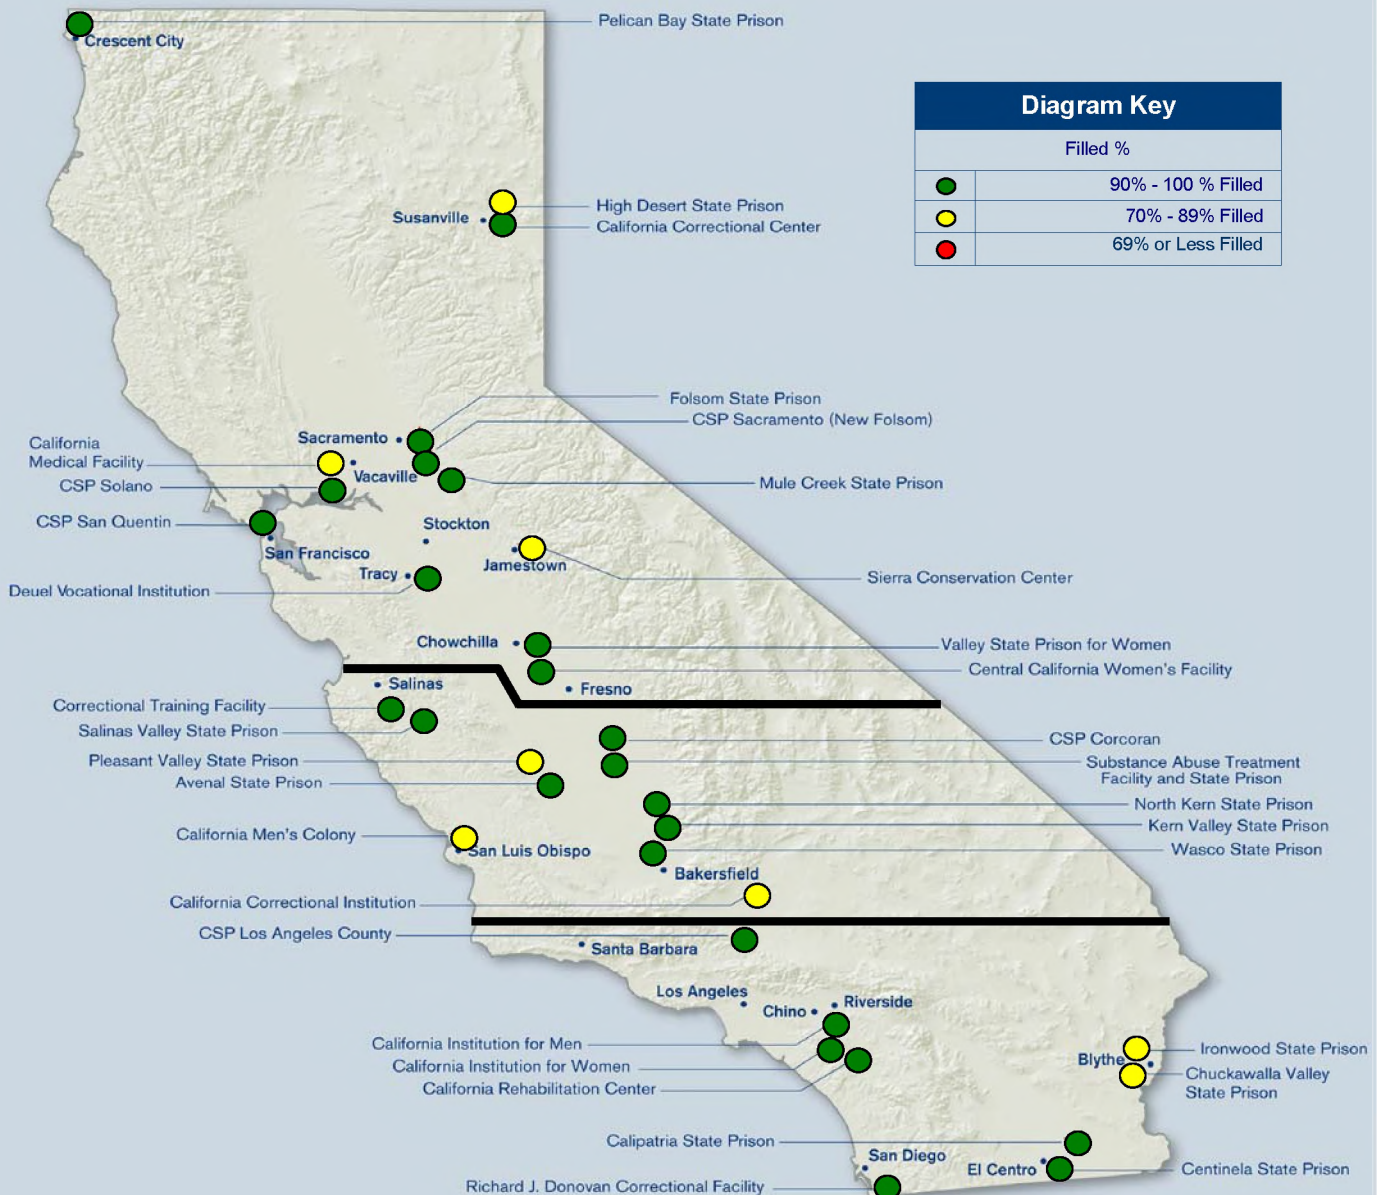 Pelican Bay State Prison
Crescent City
Diagram Key
Filled %
90% - 100 % Filled
70% - 89% Filled
69% or Less Filled
High Desert State Prison
Susanville
California Correctional Center
Folsom State Prison
CSP Sacramento (New Folsom)
Sacramento
California
Medical Facility
Vacaville
CSP Solano
Mule Creek State Prison
CSP San Quentin
Stockton
San Francisco
Jamestown
Tracy
Sierra Conservation Center
Deuel Vocational Institution
Chowchilla
Valley State Prison for Women
Central California Women's Facility
Salinas
Fresno
Correctional Training Facility
Salinas Valley State Prison
CSP Corcoran
Pleasant Valley State Prison
Substance Abuse Treatment
Facility and State Prison
Avenal State Prison
North Kern State Prison
Kern Valley State Prison
California Men's Colony
San Luis Obispo
Wasco State Prison
Bakersfield
California Correctional Institution
CSP Los Angeles County
Santa Barbara
Los Angeles
Riverside
Chino
California Institution for Men
California Institution for Women
California Rehabilitation Center
Ironwood State Prison
Blythe
Chuckawalla Valley
State Prison
Calipatria State Prison
San Diego
El Centro
Centinela State Prison
Richard J. Donovan Correctional Facility